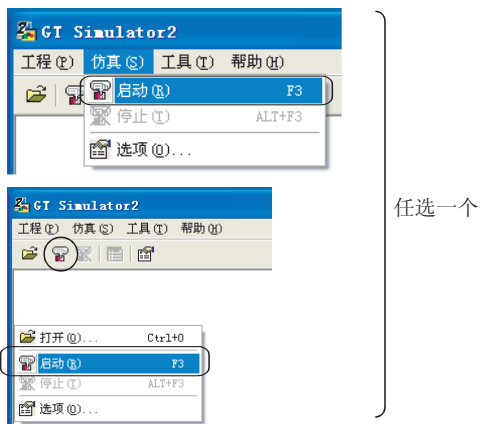 GT Simulator2
工程(P) 仿真(S) 工具(T) 帮助(H)
启动(R) F3
停止(T) ALT+F3
选项(O)...
任选一个
GT Simulator2
工程(P) 仿真(S) 工具(T) 帮助(H)
打开(O)... Ctrl+O
启动(R) F3
停止(T) ALT+F3
选项(O)...